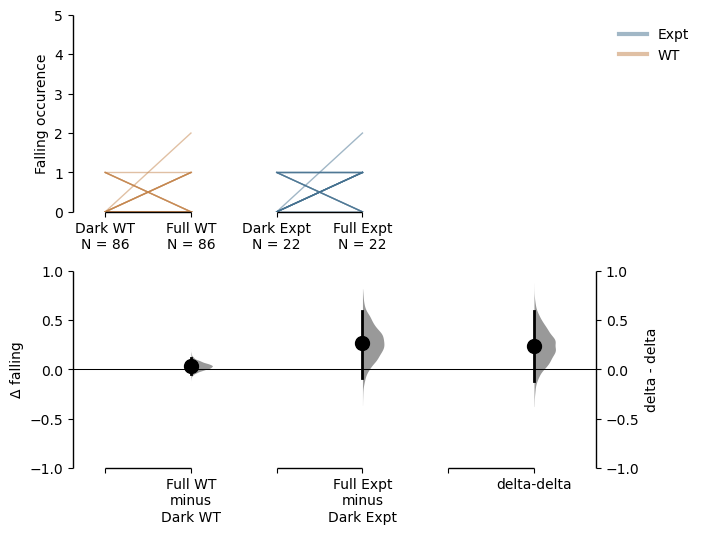 5
4
3
2
1
0
Falling occurence
Expt
WT
Dark WT
N = 86
Full WT
N = 86
Dark Expt
N = 22
Full Expt
N = 22
1.0
0.5
0.0
−0.5
−1.0
Δ falling
1.0
0.5
0.0
−0.5
−1.0
delta - delta
Full WT
minus
Dark WT
Full Expt
minus
Dark Expt
delta-delta